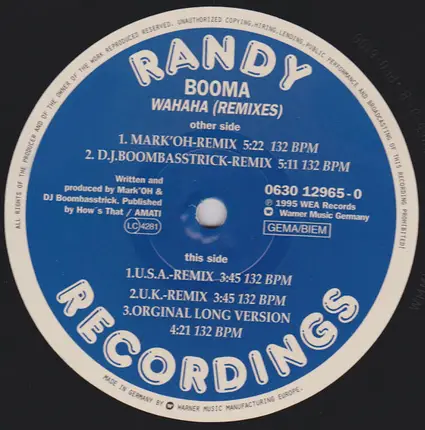 ALL RIGHTS OF THE PRODUCER AND OF THE OWNER OF THE WORK REPRODUCED RESERVED. UNAUTHORIZED COPYING, HIRING, LENDING, PUBLIC PERFORMANCE AND BROADCASTING OF THIS RECORDING PROHIBITED!
RANDY
BOOMA
WAHAHA (REMIXES)
other side
1. MARK'OH-REMIX 5:22 132 BPM
2. D.J.BOOMBASSTRICK-REMIX 5:11 132 BPM
Written and
produced by Mark'OH &
DJ Boombasstrick. Published
by How´s That / AMATI
LC 4281
0630 12965-0
Ⓟ 1995 WEA Records
Ⓒ Warner Music Germany
GEMA/BIEM
this side
1.U.S.A.-REMIX 3:45 132 BPM
2.U.K.-REMIX 3:45 132 BPM
3.ORGINAL LONG VERSION
4:21 132 BPM
RECORDINGS
MADE IN GERMANY BY WARNER MUSIC MANUFACTURING EUROPE.